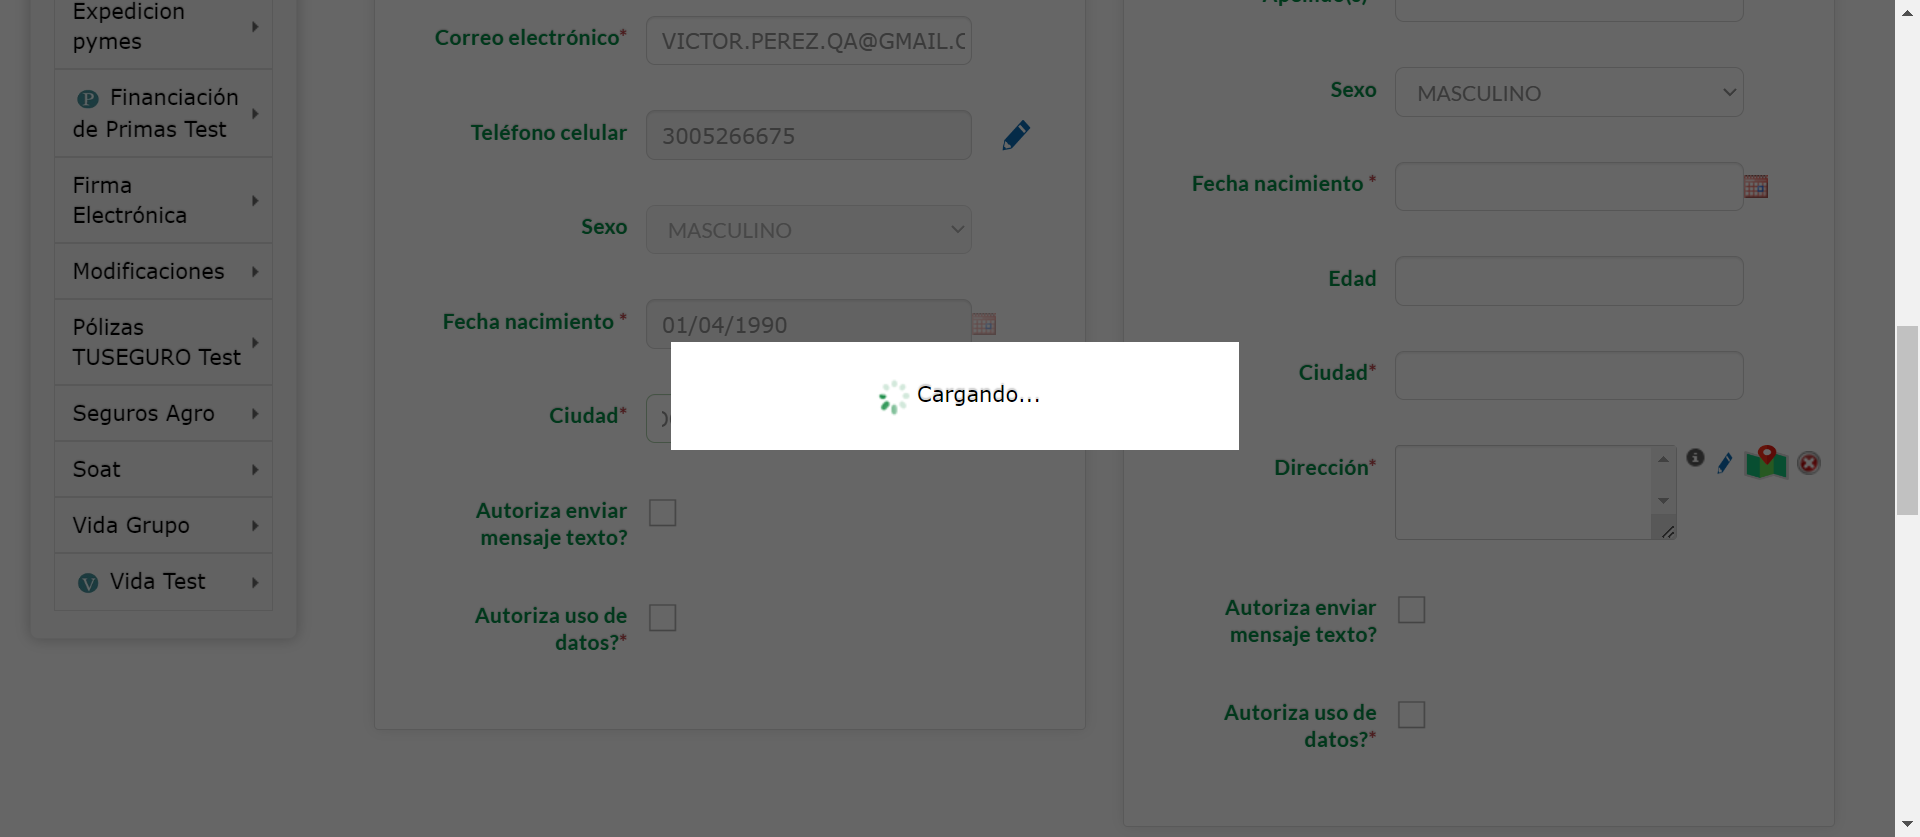 Expedicion
pymes
Financiación
de Primas Test
Firma
Electrónica
Modificaciones
Pólizas
TUSEGURO Test
Seguros Agro
Soat
Vida Grupo
Vida Test
Correo electrónico* VICTOR.PEREZ.QA@GMAIL.C
Teléfono celular 3005266675
Sexo MASCULINO
Fecha nacimiento * 01/04/1990
Ciudad*
Autoriza enviar
mensaje texto?
Autoriza uso de
datos?*
Cargando...
Sexo MASCULINO
Fecha nacimiento *
Edad
Ciudad*
Dirección*
Autoriza enviar
mensaje texto?
Autoriza uso de
datos?*